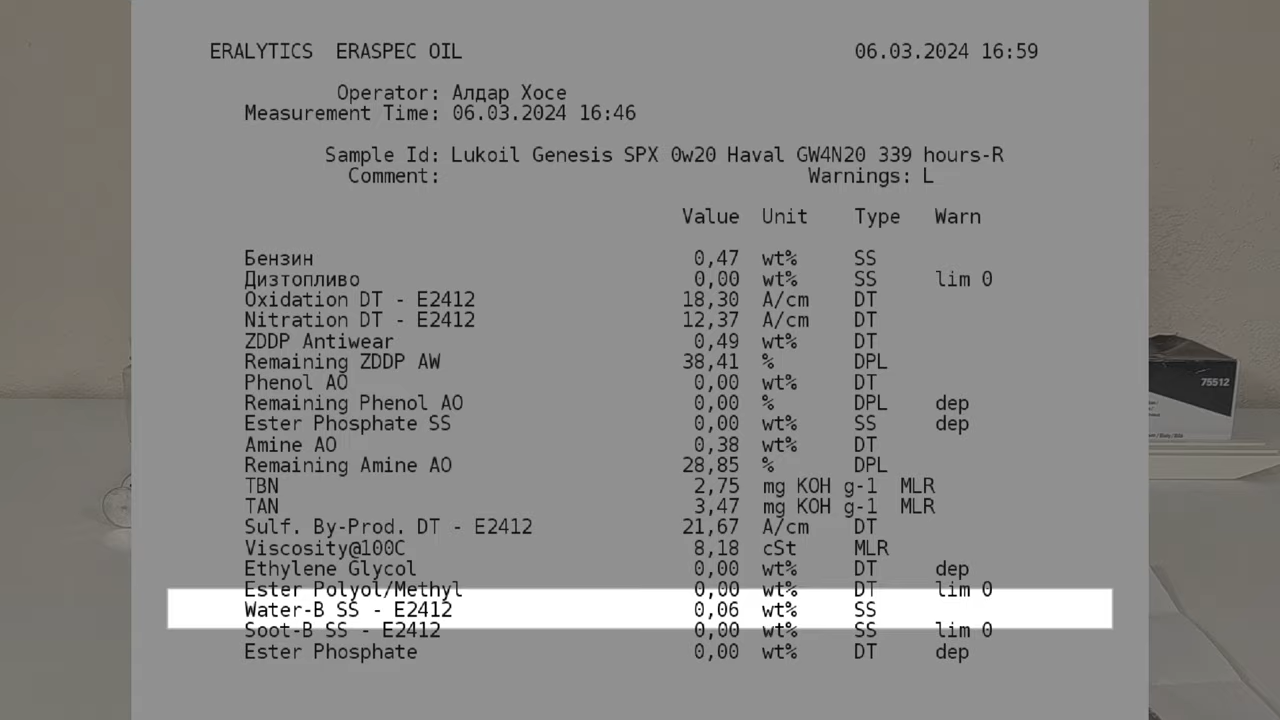 ERALYTICS ERASPEC OIL 06.03.2024 16:59
Operator: Алдар Хосе
Measurement Time: 06.03.2024 16:46
Sample Id: Lukoil Genesis SPX 0w20 Haval GW4N20 339 hours-R
Comment: Warnings: L
Value Unit Type Warn
Бензин 0,47 wt% SS
Дизтопливо 0,00 wt% SS lim 0
Oxidation DT - E2412 18,30 A/cm DT
Nitration DT - E2412 12,37 A/cm DT
ZDDP Antiwear 0,49 wt% DT
Remaining ZDDP AW 38,41 % DPL
Phenol AO 0,00 wt% DT
Remaining Phenol AO 0,00 % DPL dep
Ester Phosphate SS 0,00 wt% SS dep
Amine AO 0,38 wt% DT
Remaining Amine AO 28,85 % DPL
TBN 2,75 mg KOH g-1 MLR
TAN 3,47 mg KOH g-1 MLR
Sulf. By-Prod. DT - E2412 21,67 A/cm DT
Viscosity@100C 8,18 cSt MLR
Ethylene Glycol 0,00 wt% DT dep
Ester Polyol/Methyl 0,00 wt% DT lim 0
Water-B SS - E2412 0,06 wt% SS
Soot-B SS - E2412 0,00 wt% SS lim 0
Ester Phosphate 0,00 wt% DT dep
75512